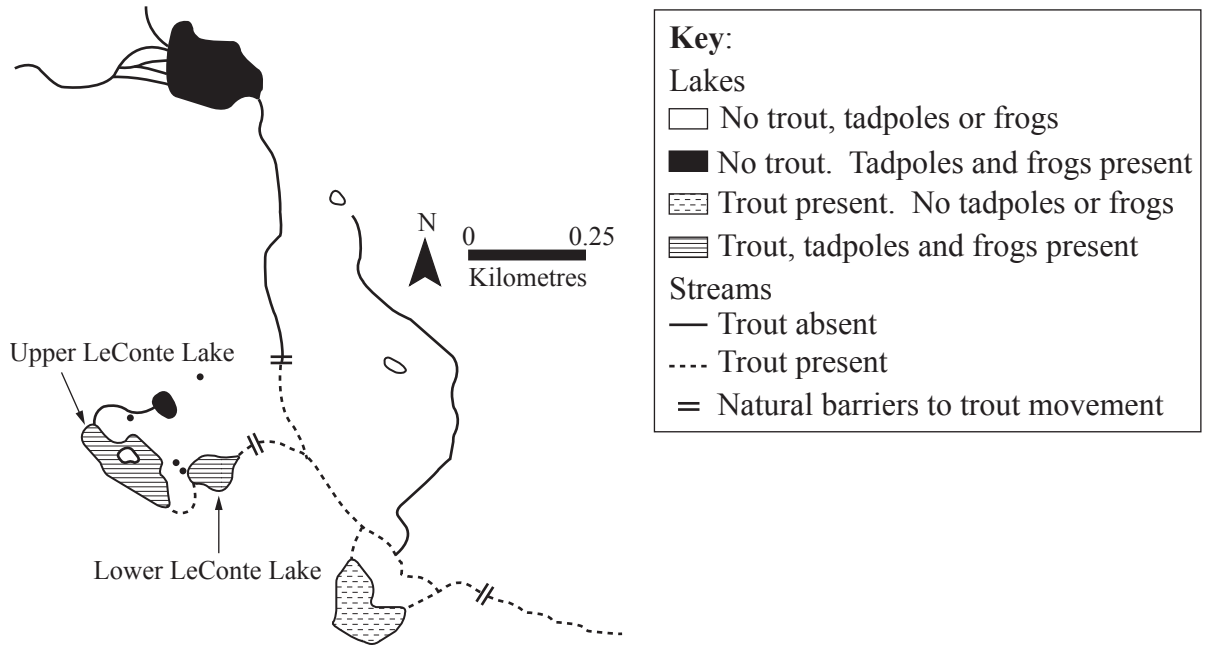 Key:
Lakes
No trout, tadpoles or frogs
No trout. Tadpoles and frogs present
Trout present. No tadpoles or frogs
Trout, tadpoles and frogs present
Streams
Trout absent
Trout present
Natural barriers to trout movement
N
0 0.25
Kilometres
Upper LeConte Lake
Lower LeConte Lake